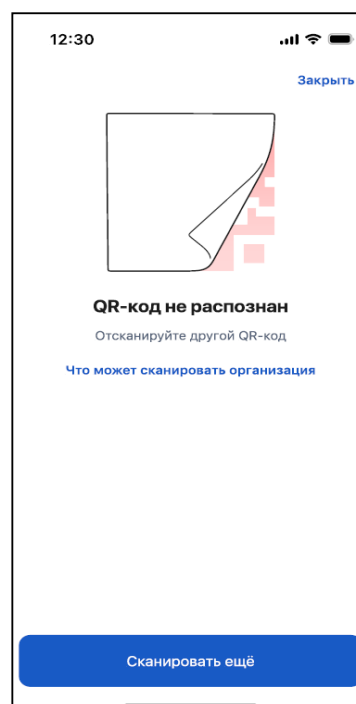 12:30
Закрыть
QR-код не распознан
Отсканируйте другой QR-код
Что может сканировать организация
Сканировать ещё